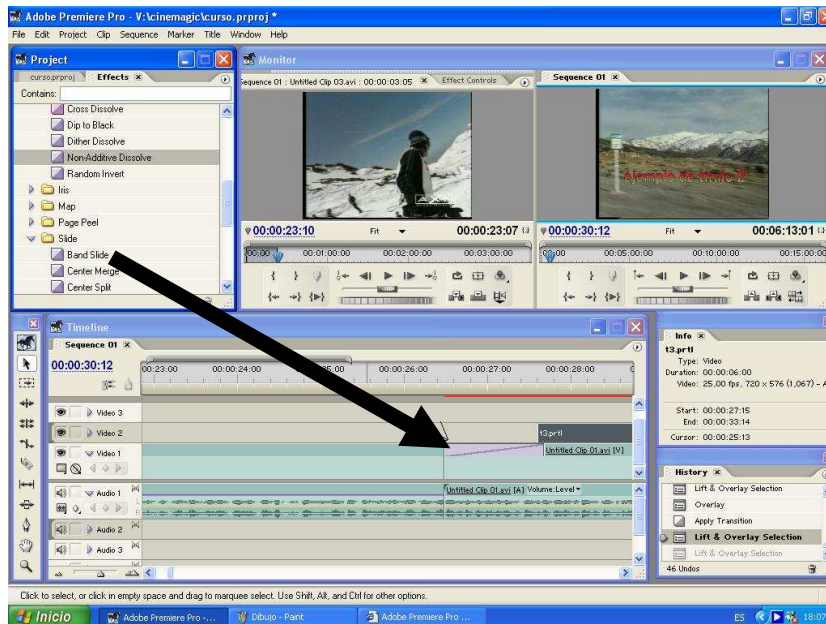 Adobe Premiere Pro - V:\cinemagic\curso.prproj *
File Edit Project Clip Sequence Marker Title Window Help
Project
curso.prproj Effects
Contains:
Cross Dissolve
Dip to Black
Dither Dissolve
Non-Additive Dissolve
Random Invert
Iris
Map
Page Peel
Slide
Band Slide
Center Merge
Center Split
Monitor
Sequence 01 : Untitled Clip 03.avi : 00:00:03:05 Effect Controls
00:00:23:10 Fit 00:00:23:07
00:00 00:01:00:00 00:02:00:00 00:03:00:00
Sequence 01
ejemplo de titulo 2
00:00:30:12 Fit 00:06:13:01
00:00 00:05:00:00 00:10:00:00 00:15:00:00
Timeline
Sequence 01
00:00:30:12
00:23:00 00:00:24:00 00:00:26:00 00:00:27:00 00:00:28:00
Video 3
Video 2
t3.prtl
Video 1
Untitled Clip 01.avi [V]
Audio 1
Untitled Clip 01.avi [A] Volume:Level
Audio 2
Audio 3
Info
t3.prtl
Type: Video
Duration: 00:00:06:00
Video: 25,00 fps, 720 x 576 (1,067) - A
Start: 00:00:27:15
End: 00:00:33:14
Cursor: 00:00:25:13
History
Lift & Overlay Selection
Overlay
Apply Transition
Lift & Overlay Selection
Lift & Overlay Selection
46 Undos
Click to select, or click in empty space and drag to marquee select. Use Shift, Alt, and Ctrl for other options.
Inicio Adobe Premiere Pro -... Dibujo - Paint Adobe Premiere Pro ... ES 18:07